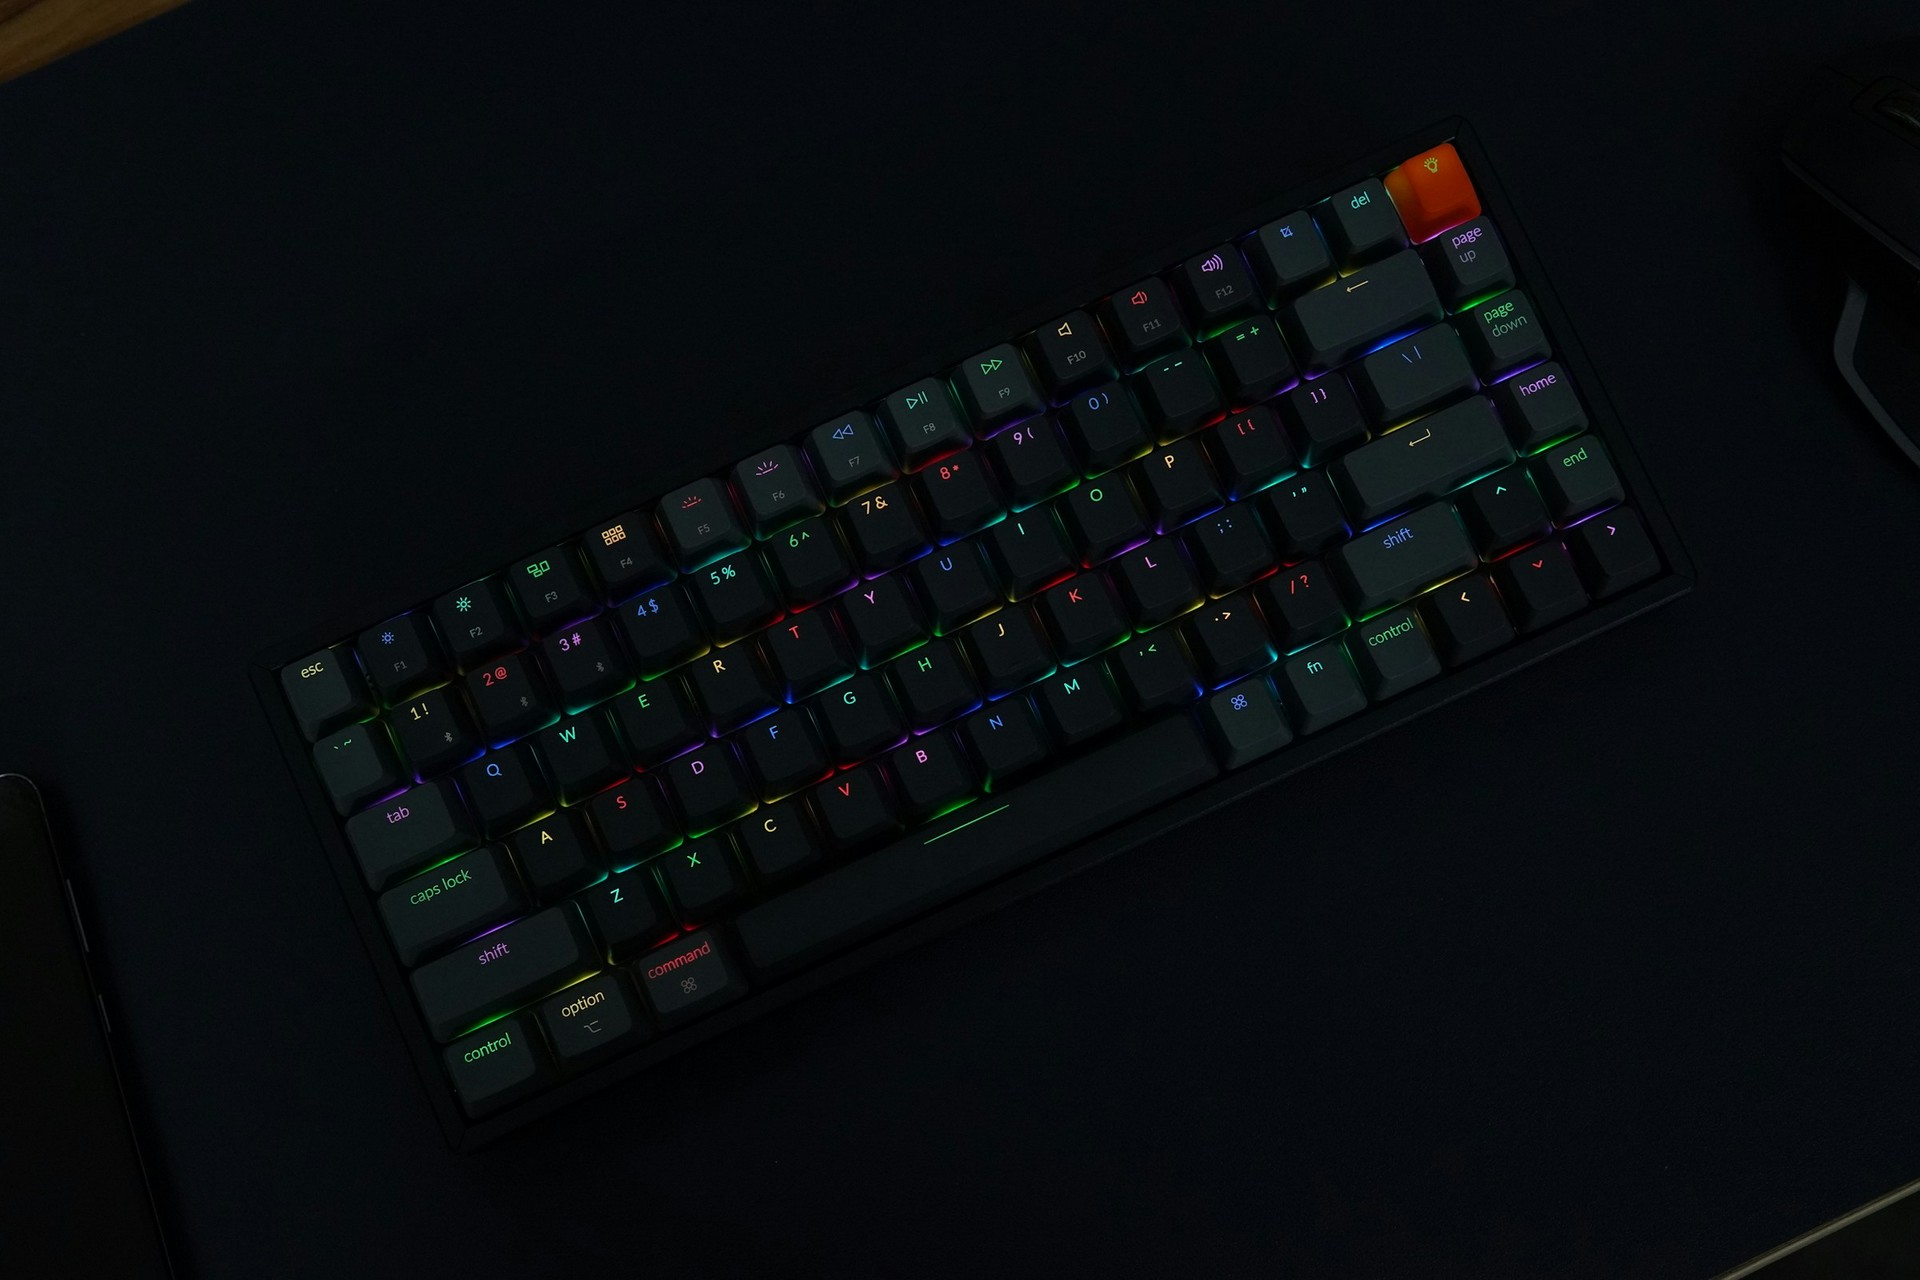 esc F1 F2 F3 F4 F5 F6 F7 F8 F9 F10 F11 F12 del
` ~ 1 ! 2 @ 3 # 4 $ 5 % 6 ^ 7 & 8 * 9 ( 0 ) - - = + ← page up
tab Q W E R T Y U I O P [ { ] } \ | page down
caps lock A S D F G H J K L ; : ' " home
shift Z X C V B N M , < . > / ? shift ^ end
control option ⌥ command ⌘ ⌘ fn control < ⌄ >